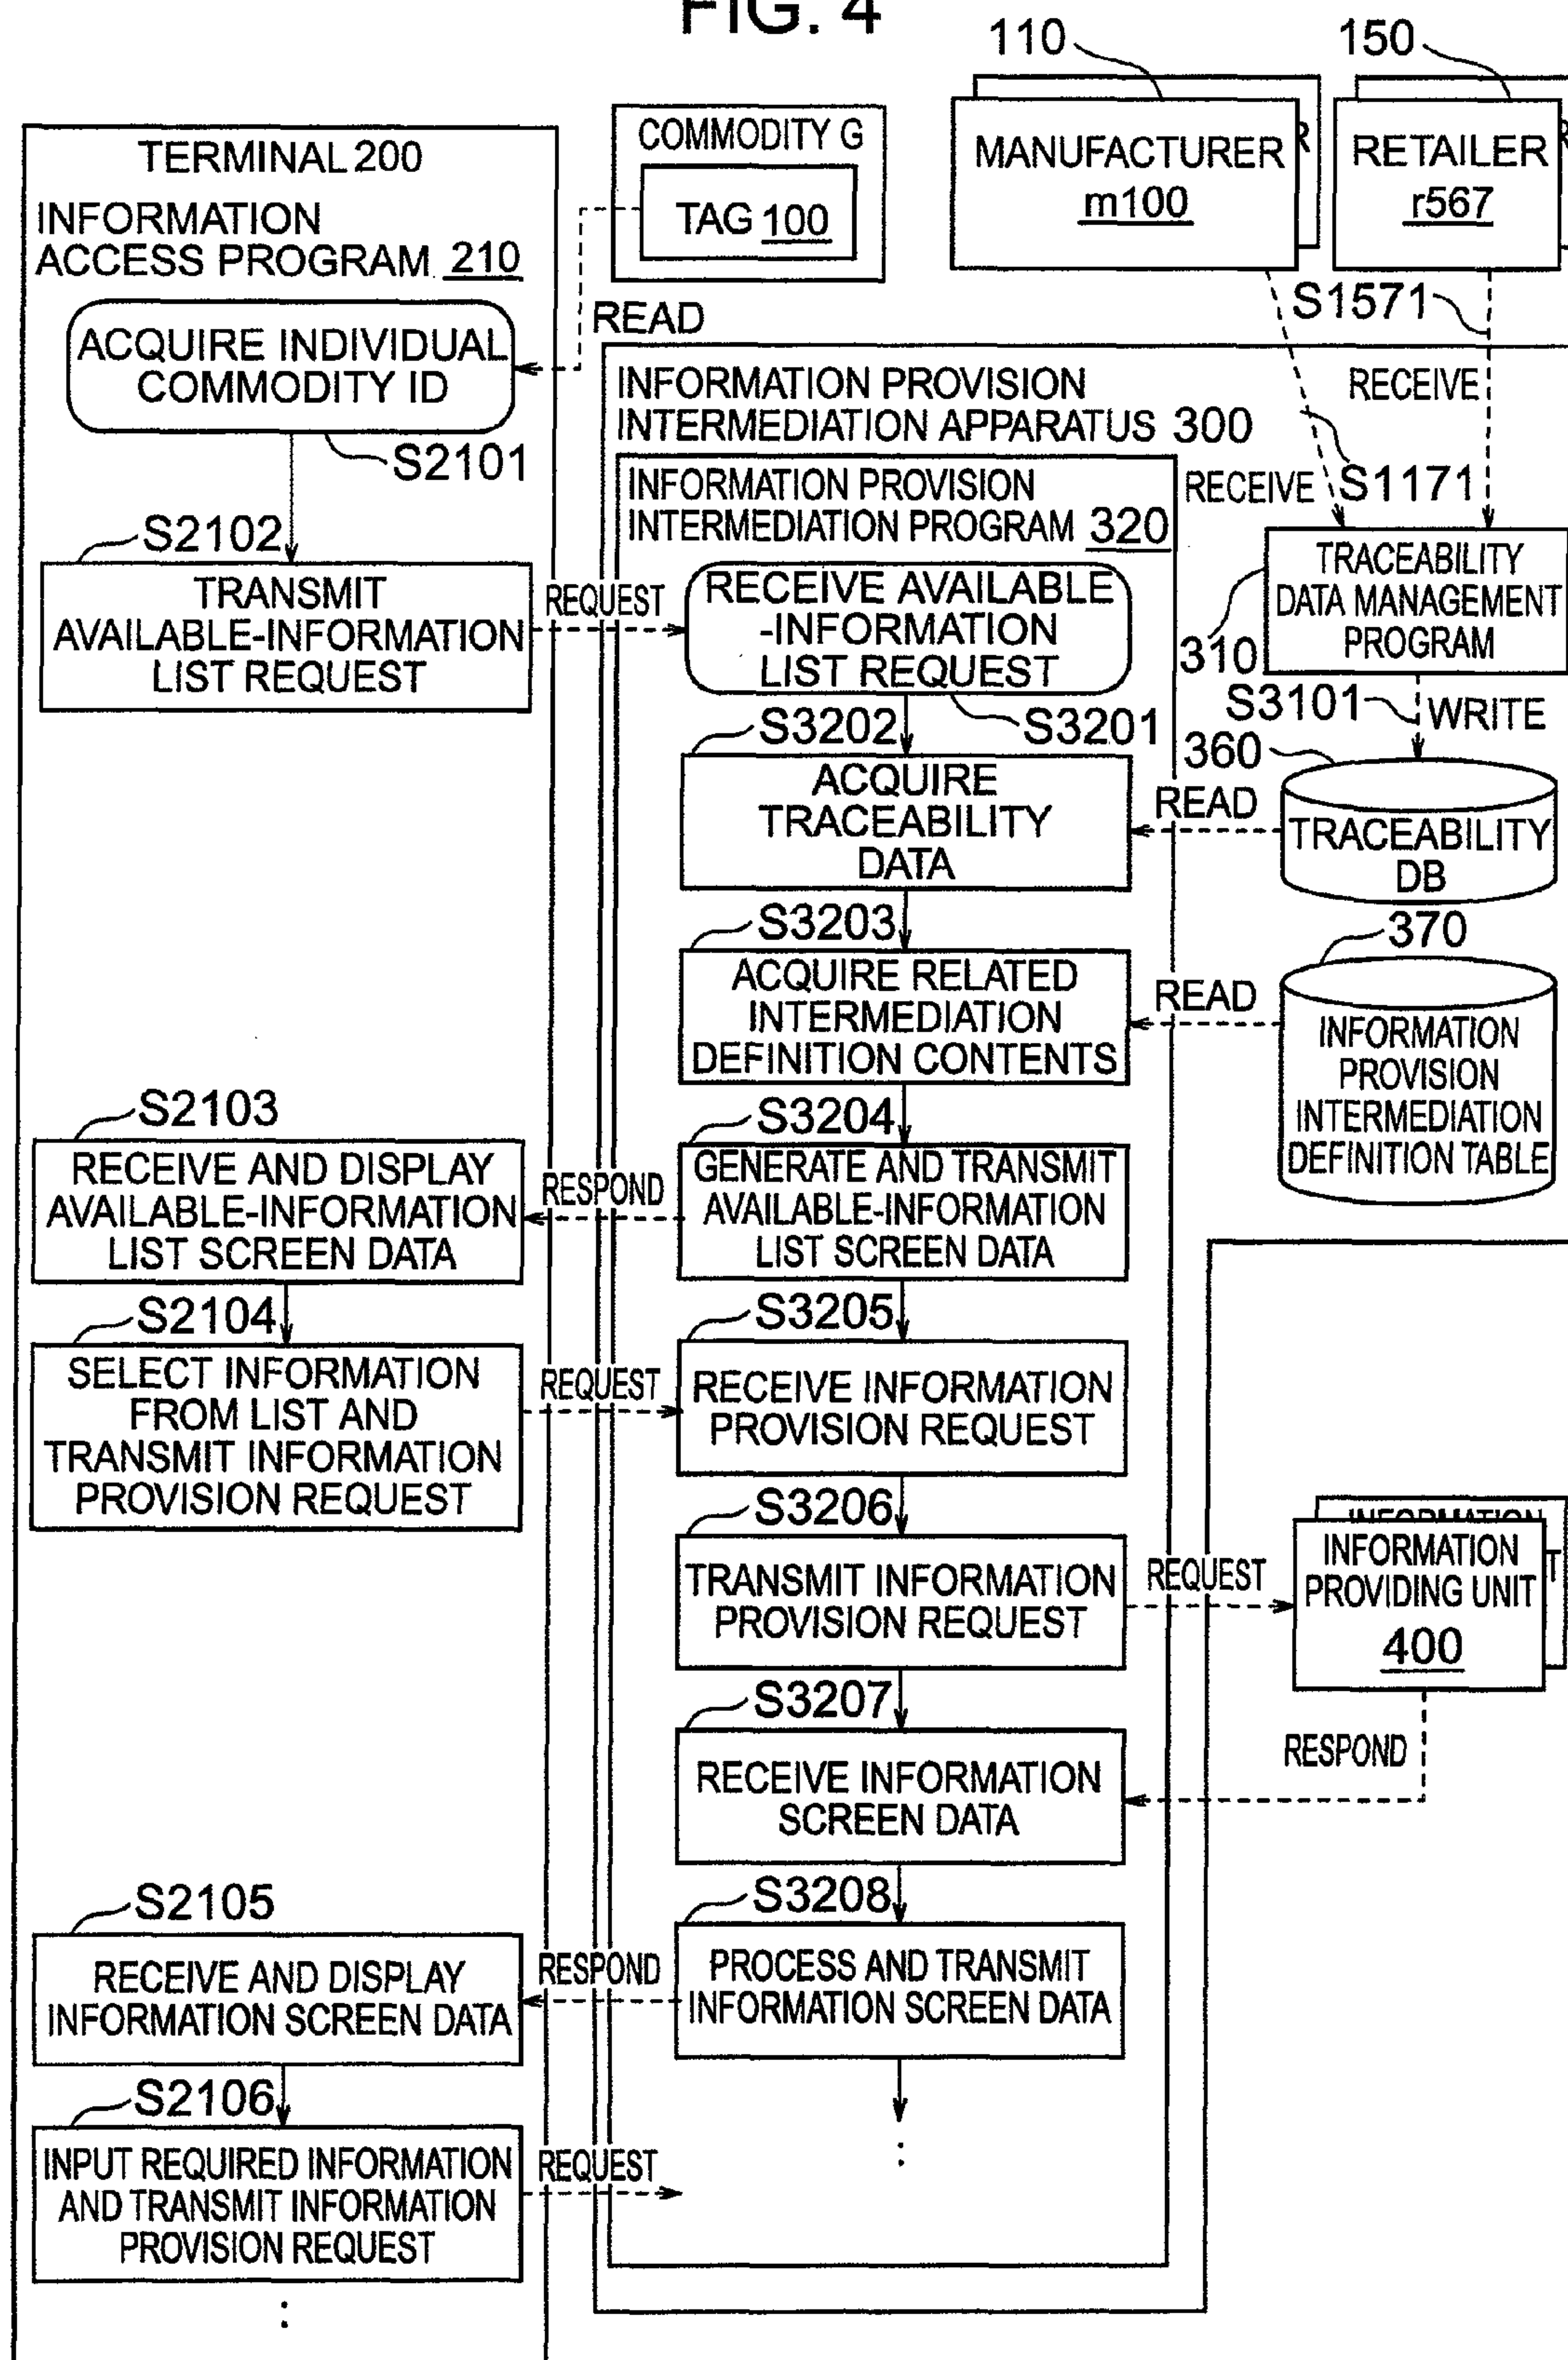 FIG. 4
110
150
MANUFACTURER
m100
R
RETAILER
r567
R
COMMODITY G
TAG 100
TERMINAL 200
INFORMATION
ACCESS PROGRAM 210
READ
ACQUIRE INDIVIDUAL
COMMODITY ID
S2101
S1571
RECEIVE
S1171
RECEIVE
INFORMATION PROVISION
INTERMEDIATION APPARATUS 300
INFORMATION PROVISION
INTERMEDIATION PROGRAM 320
S2102
TRANSMIT
AVAILABLE-INFORMATION
LIST REQUEST
REQUEST
RECEIVE AVAILABLE
-INFORMATION
LIST REQUEST
S3201
TRACEABILITY
DATA MANAGEMENT
PROGRAM
310
S3101
WRITE
S3202
ACQUIRE
TRACEABILITY
DATA
READ
360
TRACEABILITY
DB
S3203
ACQUIRE RELATED
INTERMEDIATION
DEFINITION CONTENTS
READ
370
INFORMATION
PROVISION
INTERMEDIATION
DEFINITION TABLE
S2103
RECEIVE AND DISPLAY
AVAILABLE-INFORMATION
LIST SCREEN DATA
RESPOND
S3204
GENERATE AND TRANSMIT
AVAILABLE-INFORMATION
LIST SCREEN DATA
S2104
SELECT INFORMATION
FROM LIST AND
TRANSMIT INFORMATION
PROVISION REQUEST
REQUEST
S3205
RECEIVE INFORMATION
PROVISION REQUEST
S3206
TRANSMIT INFORMATION
PROVISION REQUEST
REQUEST
INFORMATION
INFORMATION
PROVIDING UNIT
T
400
S3207
RECEIVE INFORMATION
SCREEN DATA
RESPOND
S3208
PROCESS AND TRANSMIT
INFORMATION SCREEN DATA
RESPOND
S2105
RECEIVE AND DISPLAY
INFORMATION SCREEN DATA
S2106
INPUT REQUIRED INFORMATION
AND TRANSMIT INFORMATION
PROVISION REQUEST
REQUEST